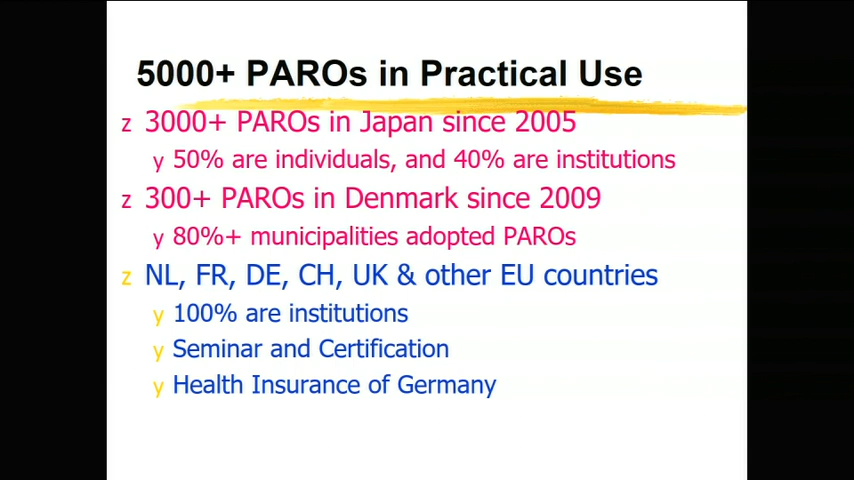 5000+ PAROs in Practical Use
z 3000+ PAROs in Japan since 2005
y 50% are individuals, and 40% are institutions
z 300+ PAROs in Denmark since 2009
y 80%+ municipalities adopted PAROs
z NL, FR, DE, CH, UK & other EU countries
y 100% are institutions
y Seminar and Certification
y Health Insurance of Germany